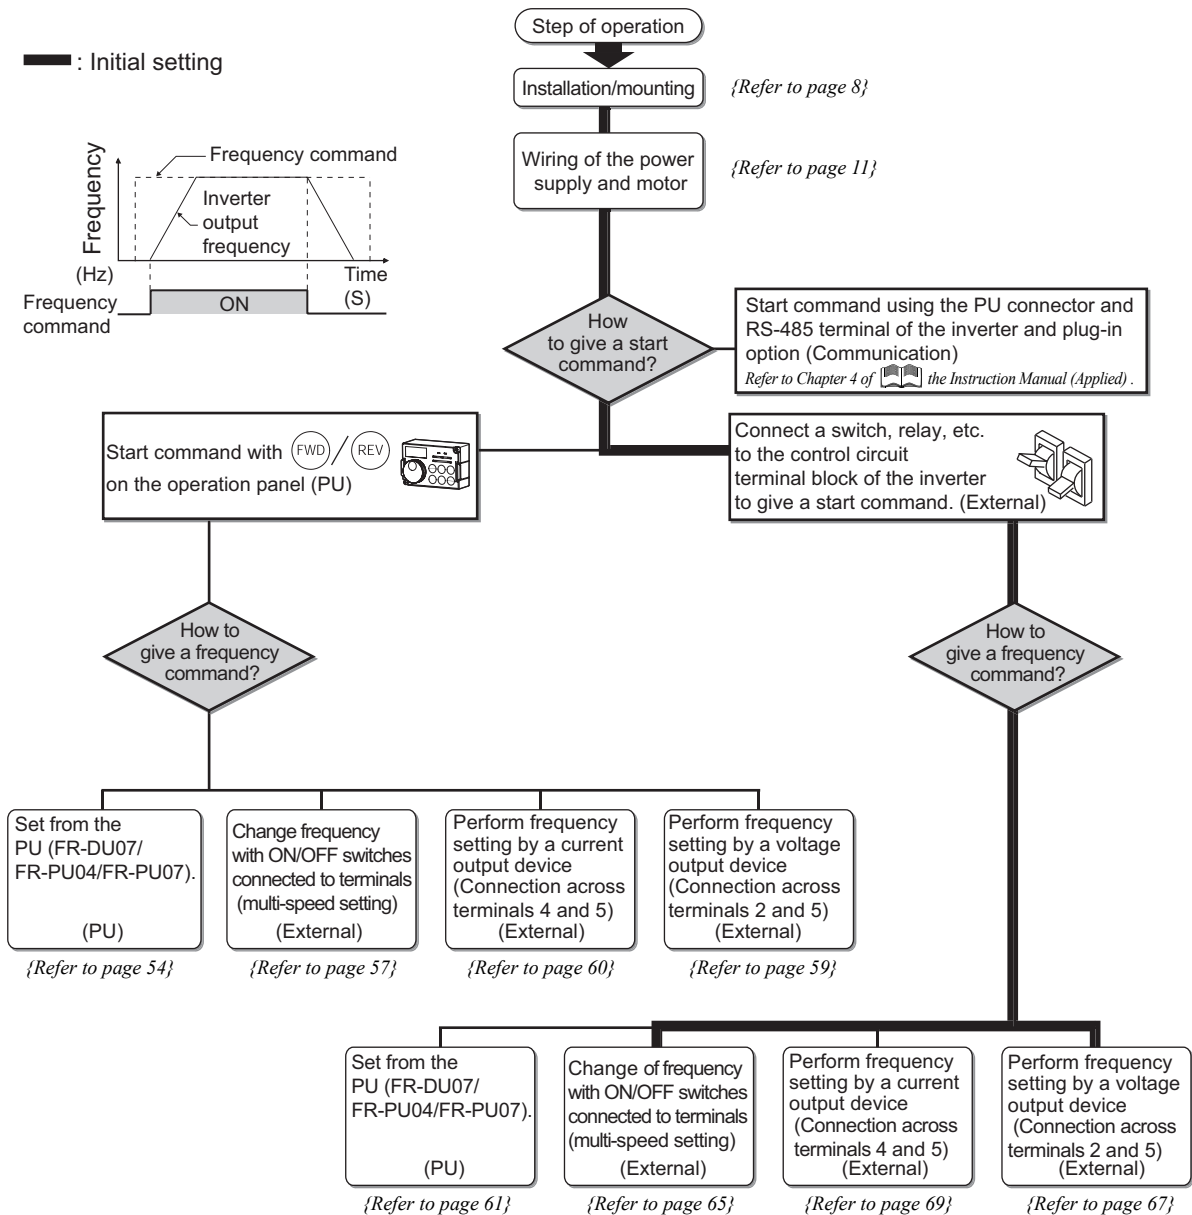 Step of operation
: Initial setting
Installation/mounting
{Refer to page 8}
Wiring of the power
supply and motor
{Refer to page 11}
Frequency
Frequency command
Inverter
output
frequency
(Hz)
Time
(S)
Frequency
command
ON
How
to give a start
command?
Start command using the PU connector and
RS-485 terminal of the inverter and plug-in
option (Communication)
Refer to Chapter 4 of the Instruction Manual (Applied) .
Start command with FWD / REV
on the operation panel (PU)
Connect a switch, relay, etc.
to the control circuit
terminal block of the inverter
to give a start command. (External)
How to
give a frequency
command?
How to
give a frequency
command?
Set from the
PU (FR-DU07/
FR-PU04/FR-PU07).
(PU)
{Refer to page 54}
Change frequency
with ON/OFF switches
connected to terminals
(multi-speed setting)
(External)
{Refer to page 57}
Perform frequency
setting by a current
output device
(Connection across
terminals 4 and 5)
(External)
{Refer to page 60}
Perform frequency
setting by a voltage
output device
(Connection across
terminals 2 and 5)
(External)
{Refer to page 59}
Set from the
PU (FR-DU07/
FR-PU04/FR-PU07).
(PU)
{Refer to page 61}
Change of frequency
with ON/OFF switches
connected to terminals
(multi-speed setting)
(External)
{Refer to page 65}
Perform frequency
setting by a current
output device
(Connection across
terminals 4 and 5)
(External)
{Refer to page 69}
Perform frequency
setting by a voltage
output device
(Connection across
terminals 2 and 5)
(External)
{Refer to page 67}